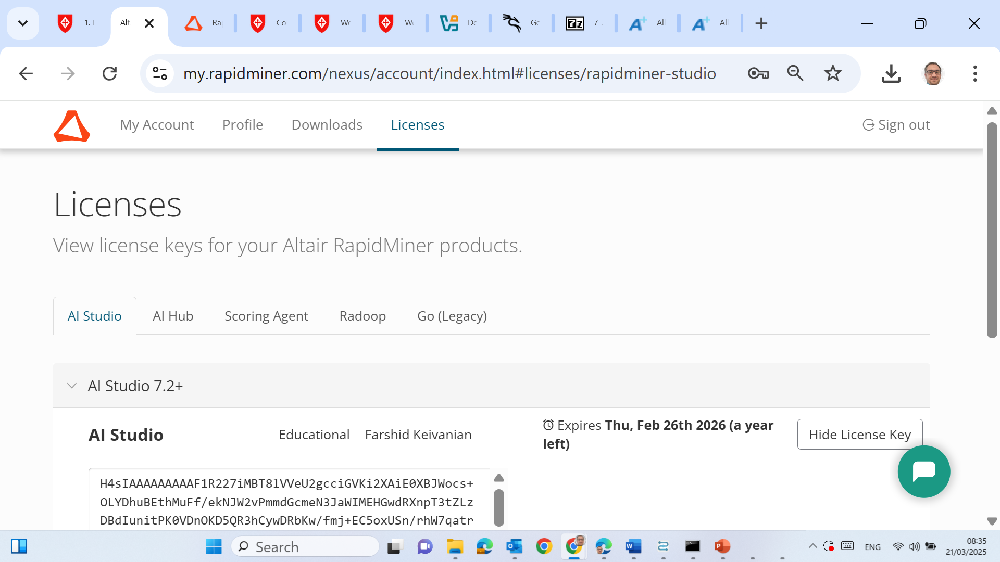 1.
Alt
Ra
Co
We
We
Do
Ge
7-
All
All
my.rapidminer.com/nexus/account/index.html#licenses/rapidminer-studio
My Account
Profile
Downloads
Licenses
Sign out
Licenses
View license keys for your Altair RapidMiner products.
AI Studio
AI Hub
Scoring Agent
Radoop
Go (Legacy)
AI Studio 7.2+
AI Studio
Educational
Farshid Keivanian
Expires Thu, Feb 26th 2026 (a year
left)
Hide License Key
H4sIAAAAAAAAAF1R227iMBT8lVVeU2gcciGVKi2XAiE0XBJWocs+
OLYDhuBEthMuFf/ekNJW2vPmmdGcmeN3JaWIMEHGwdRXnpT3tZLz
DBdIunitPK0VDnOKD5QR3hCywDRbKw/fmj+EC5oxUSn/rhW7qatr
Search
ENG
08:35
21/03/2025